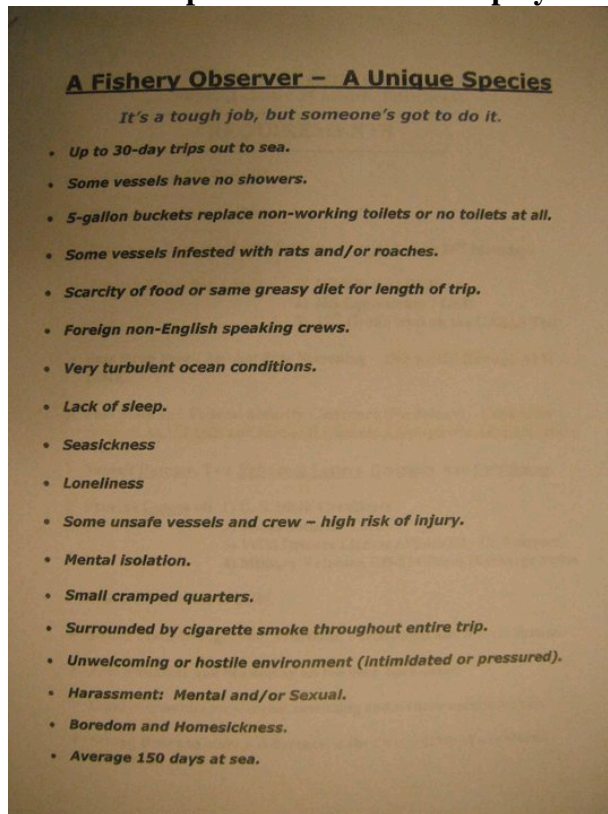 A Fishery Observer – A Unique Species
It's a tough job, but someone's got to do it.
• Up to 30-day trips out to sea.
• Some vessels have no showers.
• 5-gallon buckets replace non-working toilets or no toilets at all.
• Some vessels infested with rats and/or roaches.
• Scarcity of food or same greasy diet for length of trip.
• Foreign non-English speaking crews.
• Very turbulent ocean conditions.
• Lack of sleep.
• Seasickness
• Loneliness
• Some unsafe vessels and crew – high risk of injury.
• Mental isolation.
• Small cramped quarters.
• Surrounded by cigarette smoke throughout entire trip.
• Unwelcoming or hostile environment (intimidated or pressured).
• Harassment: Mental and/or Sexual.
• Boredom and Homesickness.
• Average 150 days at sea.